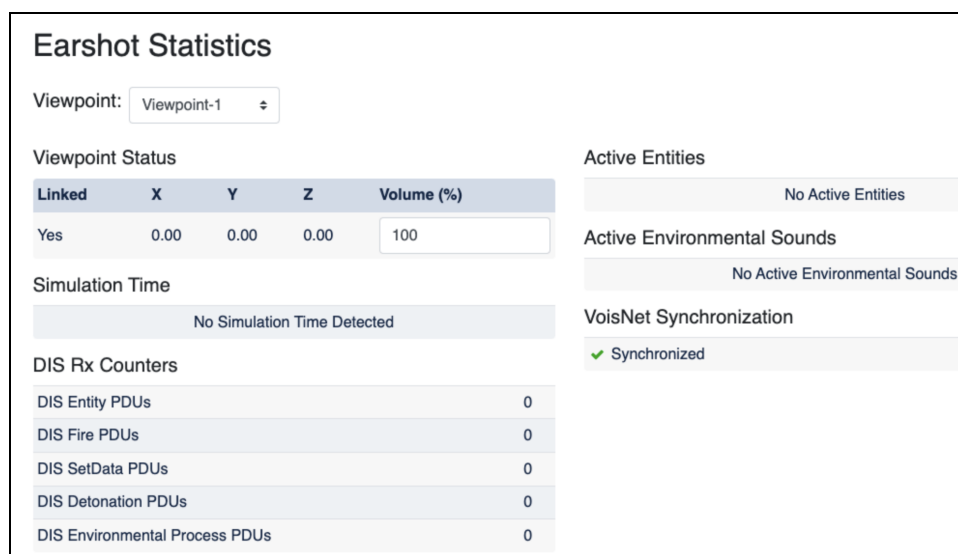 Earshot Statistics
Viewpoint: Viewpoint-1
Viewpoint Status
Linked X Y Z Volume (%)
Yes 0.00 0.00 0.00 100
Simulation Time
No Simulation Time Detected
DIS Rx Counters
DIS Entity PDUs 0
DIS Fire PDUs 0
DIS SetData PDUs 0
DIS Detonation PDUs 0
DIS Environmental Process PDUs 0
Active Entities
No Active Entities
Active Environmental Sounds
No Active Environmental Sounds
VoisNet Synchronization
Synchronized